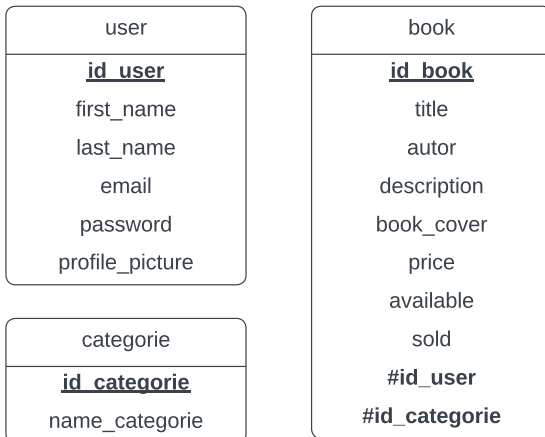 user
id_user
first_name
last_name
email
password
profile_picture
categorie
id_categorie
name_categorie
book
id_book
title
autor
description
book_cover
price
available
sold
#id_user
#id_categorie